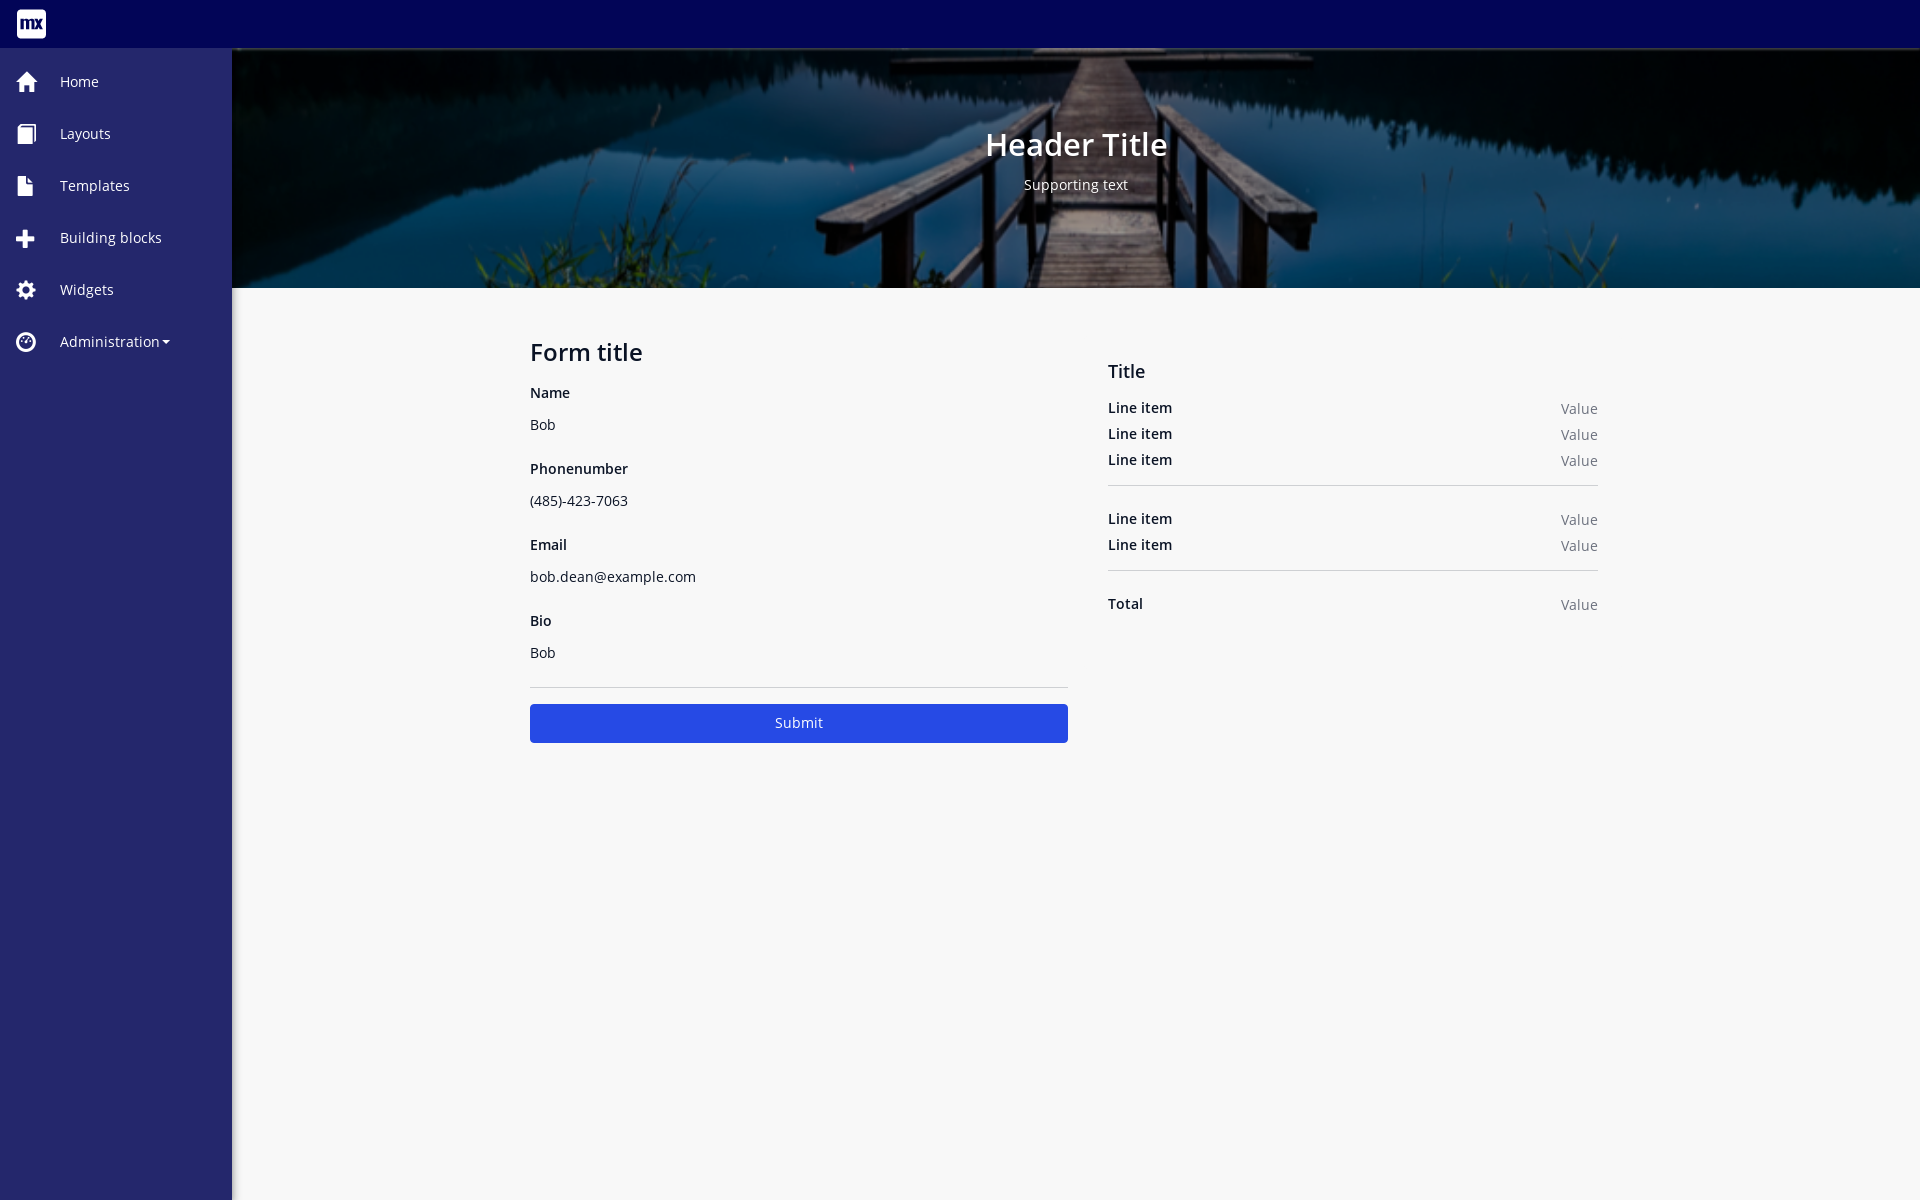 mx
Home
Layouts
Templates
Building blocks
Widgets
Administration
Header Title
Supporting text
Form title
Name
Bob
Phonenumber
(485)-423-7063
Email
bob.dean@example.com
Bio
Bob
Submit
Title
Line item Value
Line item Value
Line item Value
Line item Value
Line item Value
Total Value